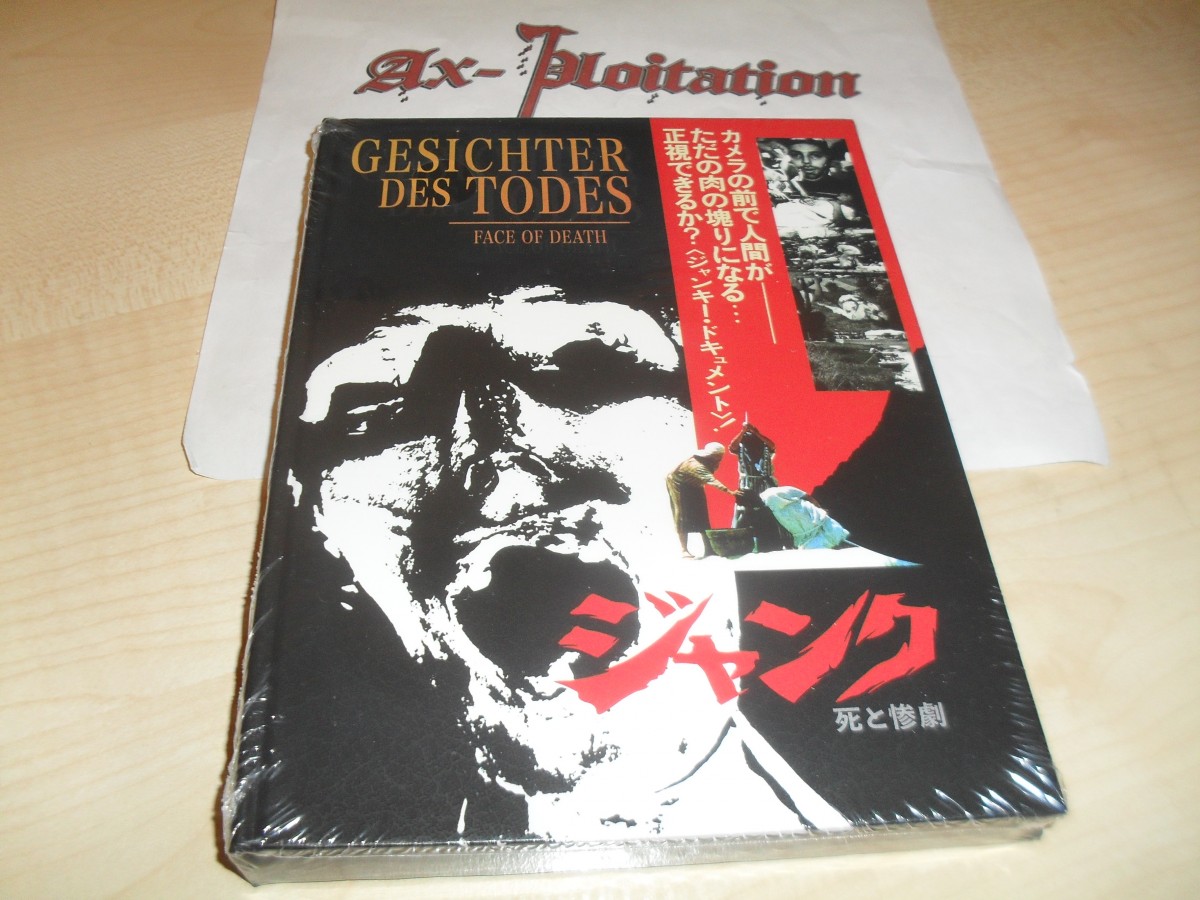 Ax-Ploitation
GESICHTER
DES TODES
FACE OF DEATH
カメラの前で人間が——
ただの肉の塊りになる…
正視できるか？〈ジャンキー・ドキュメント〉！
ジャンク
死と惨劇